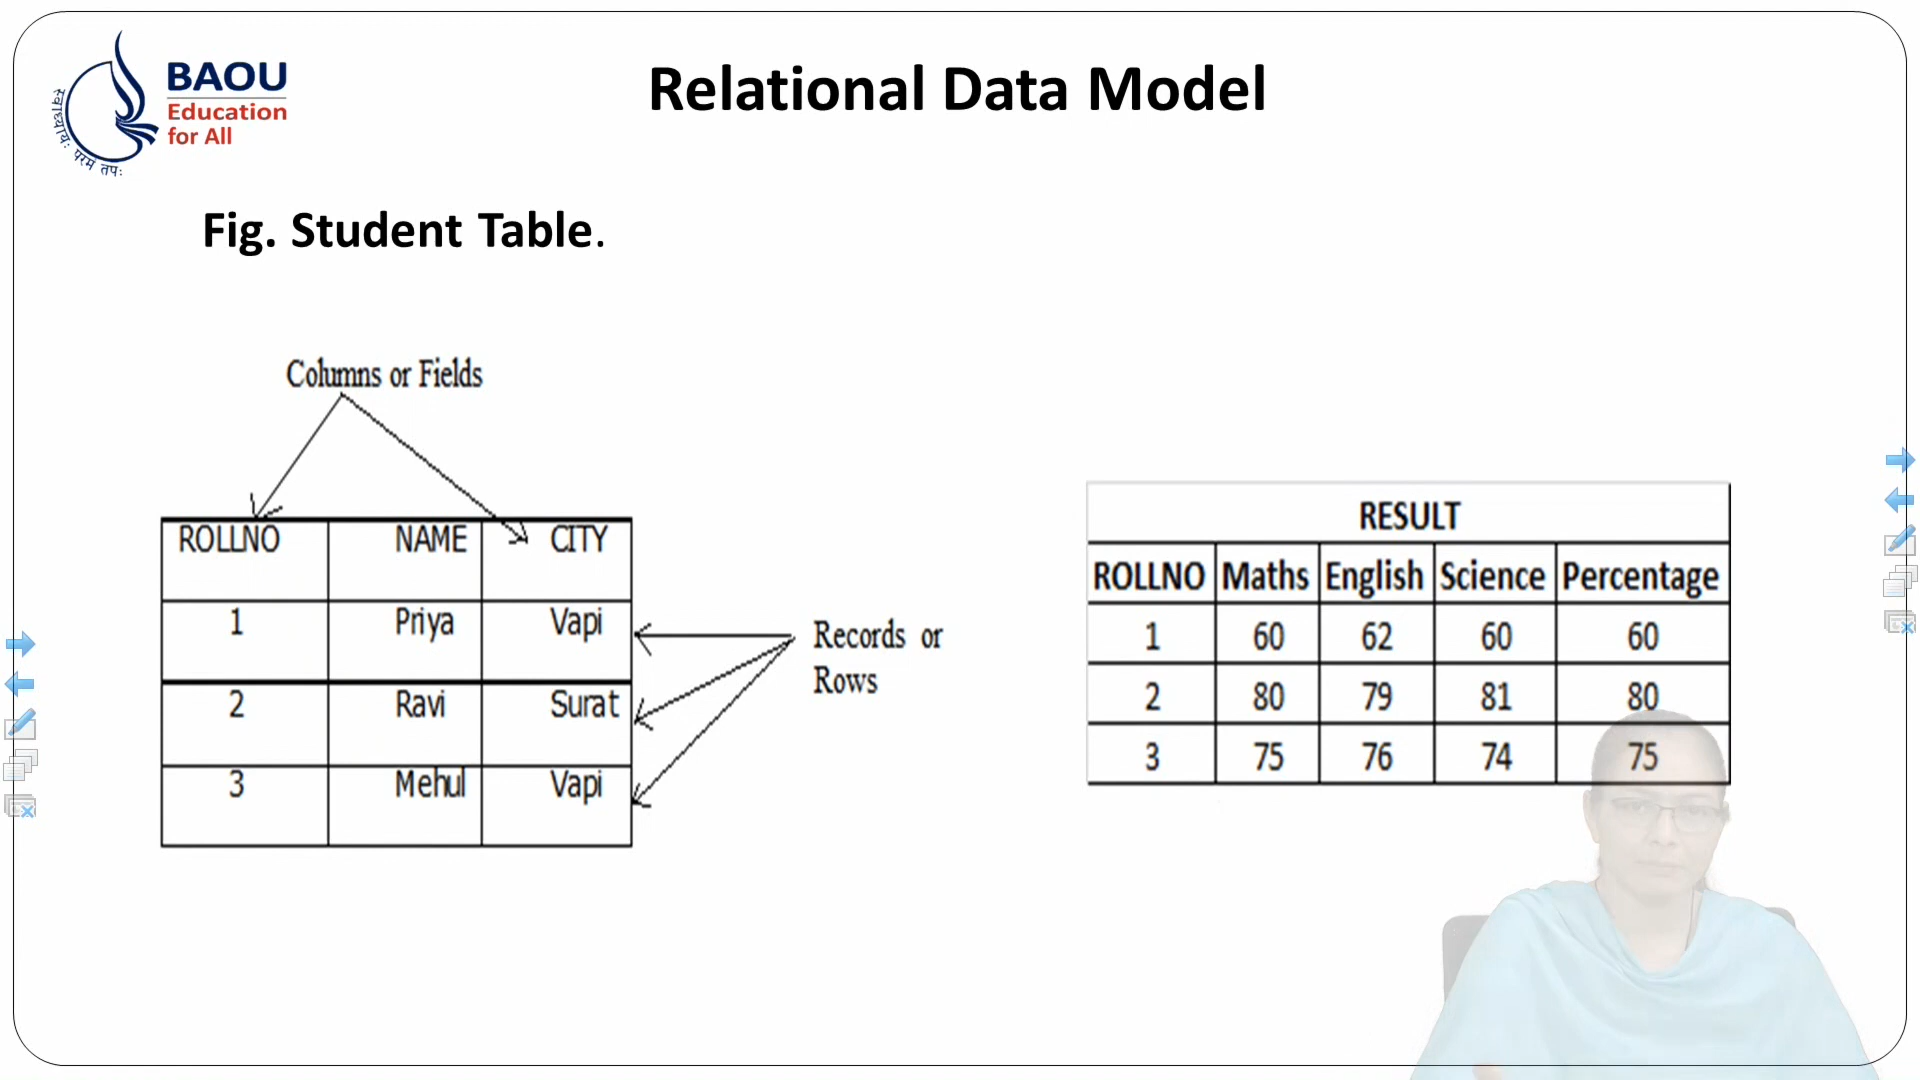 BAOU
Education
for All
स्वाध्यायः परमं तपः
Relational Data Model
Fig. Student Table.
Columns or Fields
ROLLNO NAME CITY
1 Priya Vapi
2 Ravi Surat
3 Mehul Vapi
Records or
Rows
RESULT
ROLLNO Maths English Science Percentage
1 60 62 60 60
2 80 79 81 80
3 75 76 74 75